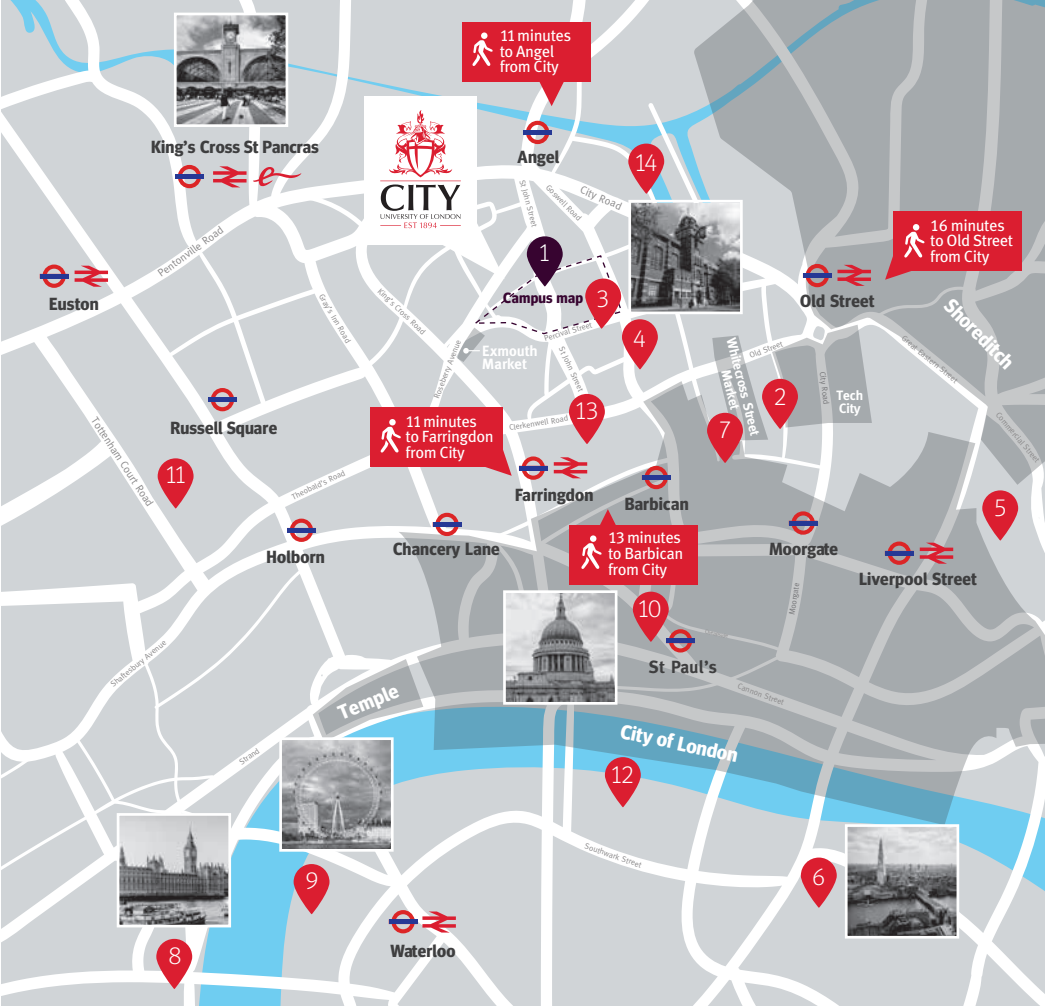 11 minutes
to Angel
from City
King's Cross St Pancras
e
CITY
UNIVERSITY OF LONDON
EST 1894
Angel
14
St John Street
Goswell Road
City Road
16 minutes
to Old Street
from City
Pentonville Road
1
Euston
Campus map
3
Old Street
Shoreditch
Gray's Inn Road
King's Cross Road
Percival Street
4
Rosebery Avenue
Exmouth
Market
St John Street
Whitecross Street
Market
Old Street
Great Eastern Street
City Road
Tech
City
2
Russell Square
11 minutes
to Farringdon
from City
Clerkenwell Road
13
7
Commercial Street
Tottenham Court Road
11
Theobald's Road
Farringdon
Barbican
5
Holborn
Chancery Lane
13 minutes
to Barbican
from City
Moorgate
Liverpool Street
Moorgate
10
St Paul's
Shaftesbury Avenue
Cannon Street
Temple
City of London
Strand
12
Southwark Street
9
6
Waterloo
8